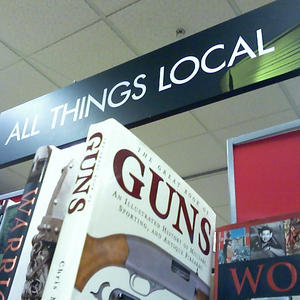 ALL THINGS LOCAL
THE GREAT BOOK OF
GUNS
AN ILLUSTRATED HISTORY OF MILITARY,
SPORTING, AND ANTIQUE FIREARMS
GUNS
WARRI
WO